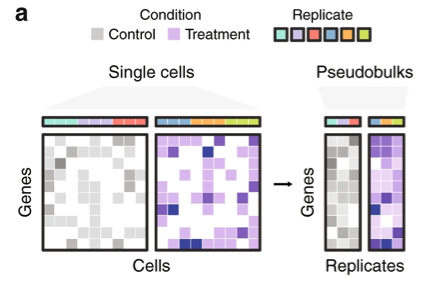 a
Condition
Replicate
Control
Treatment
Single cells
Pseudobulks
Genes
Genes
Cells
Replicates